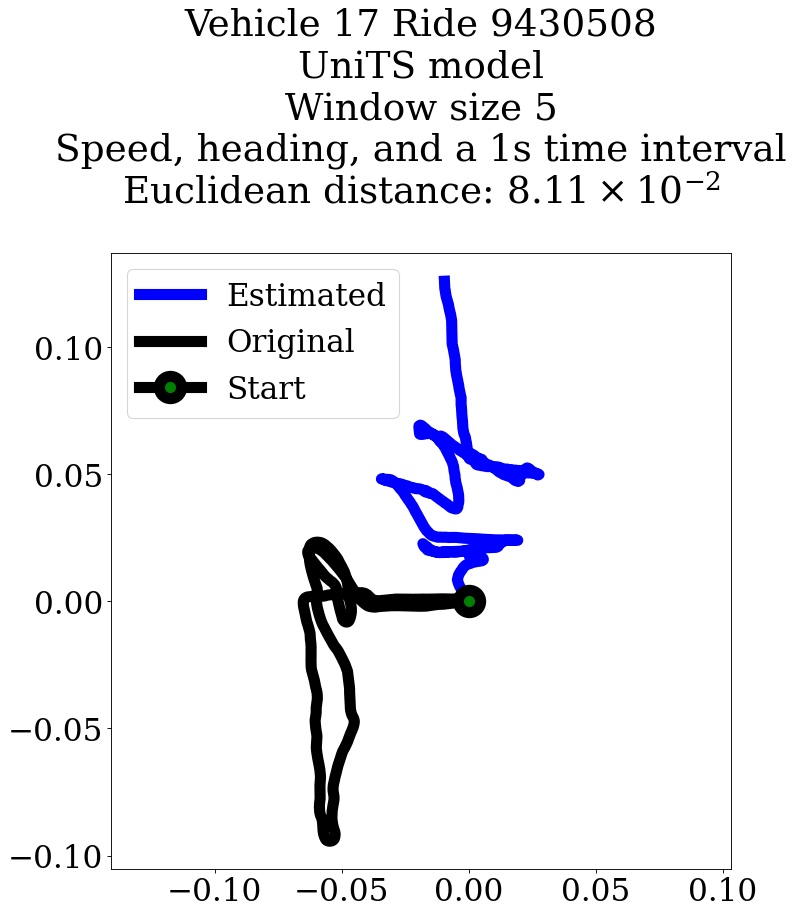 Vehicle 17 Ride 9430508
UniTS model
Window size 5
Speed, heading, and a 1s time interval
Euclidean distance: 8.11 × 10⁻²
Estimated
Original
Start
0.10
0.05
0.00
−0.05
−0.10
−0.10 −0.05 0.00 0.05 0.10